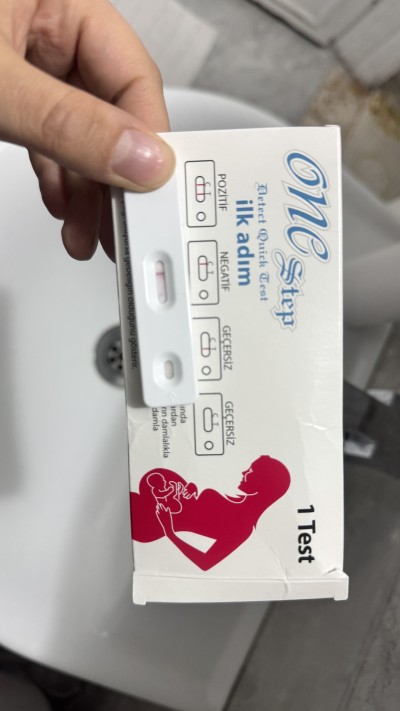 One Step
Detect Quick Test
ilk adım
POZİTİF
NEGATİF
GEÇERSİZ
GEÇERSİZ
1 Test